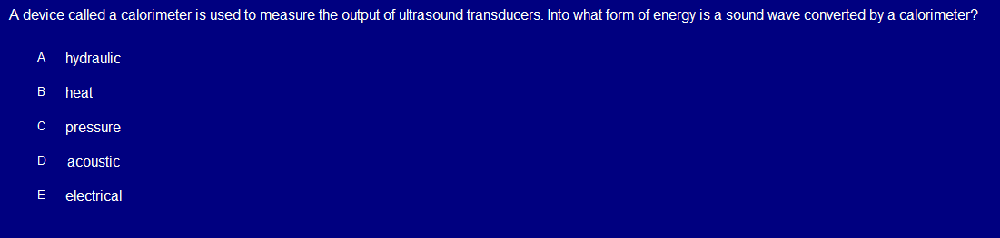 A device called a calorimeter is used to measure the output of ultrasound transducers. Into what form of energy is a sound wave converted by a calorimeter?
A hydraulic
B heat
C pressure
D acoustic
E electrical